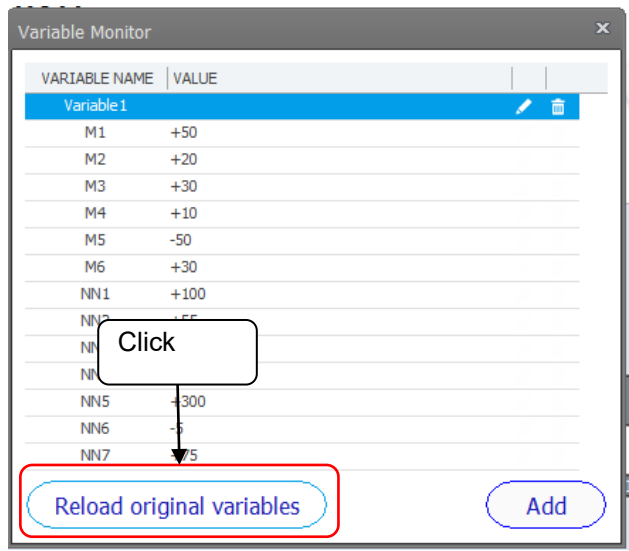 Variable Monitor
VARIABLE NAME VALUE
Variable1
M1 +50
M2 +20
M3 +30
M4 +10
M5 -50
M6 +30
NN1 +100
Click
NN5 +300
NN6 -5
NN7
Reload original variables
Add